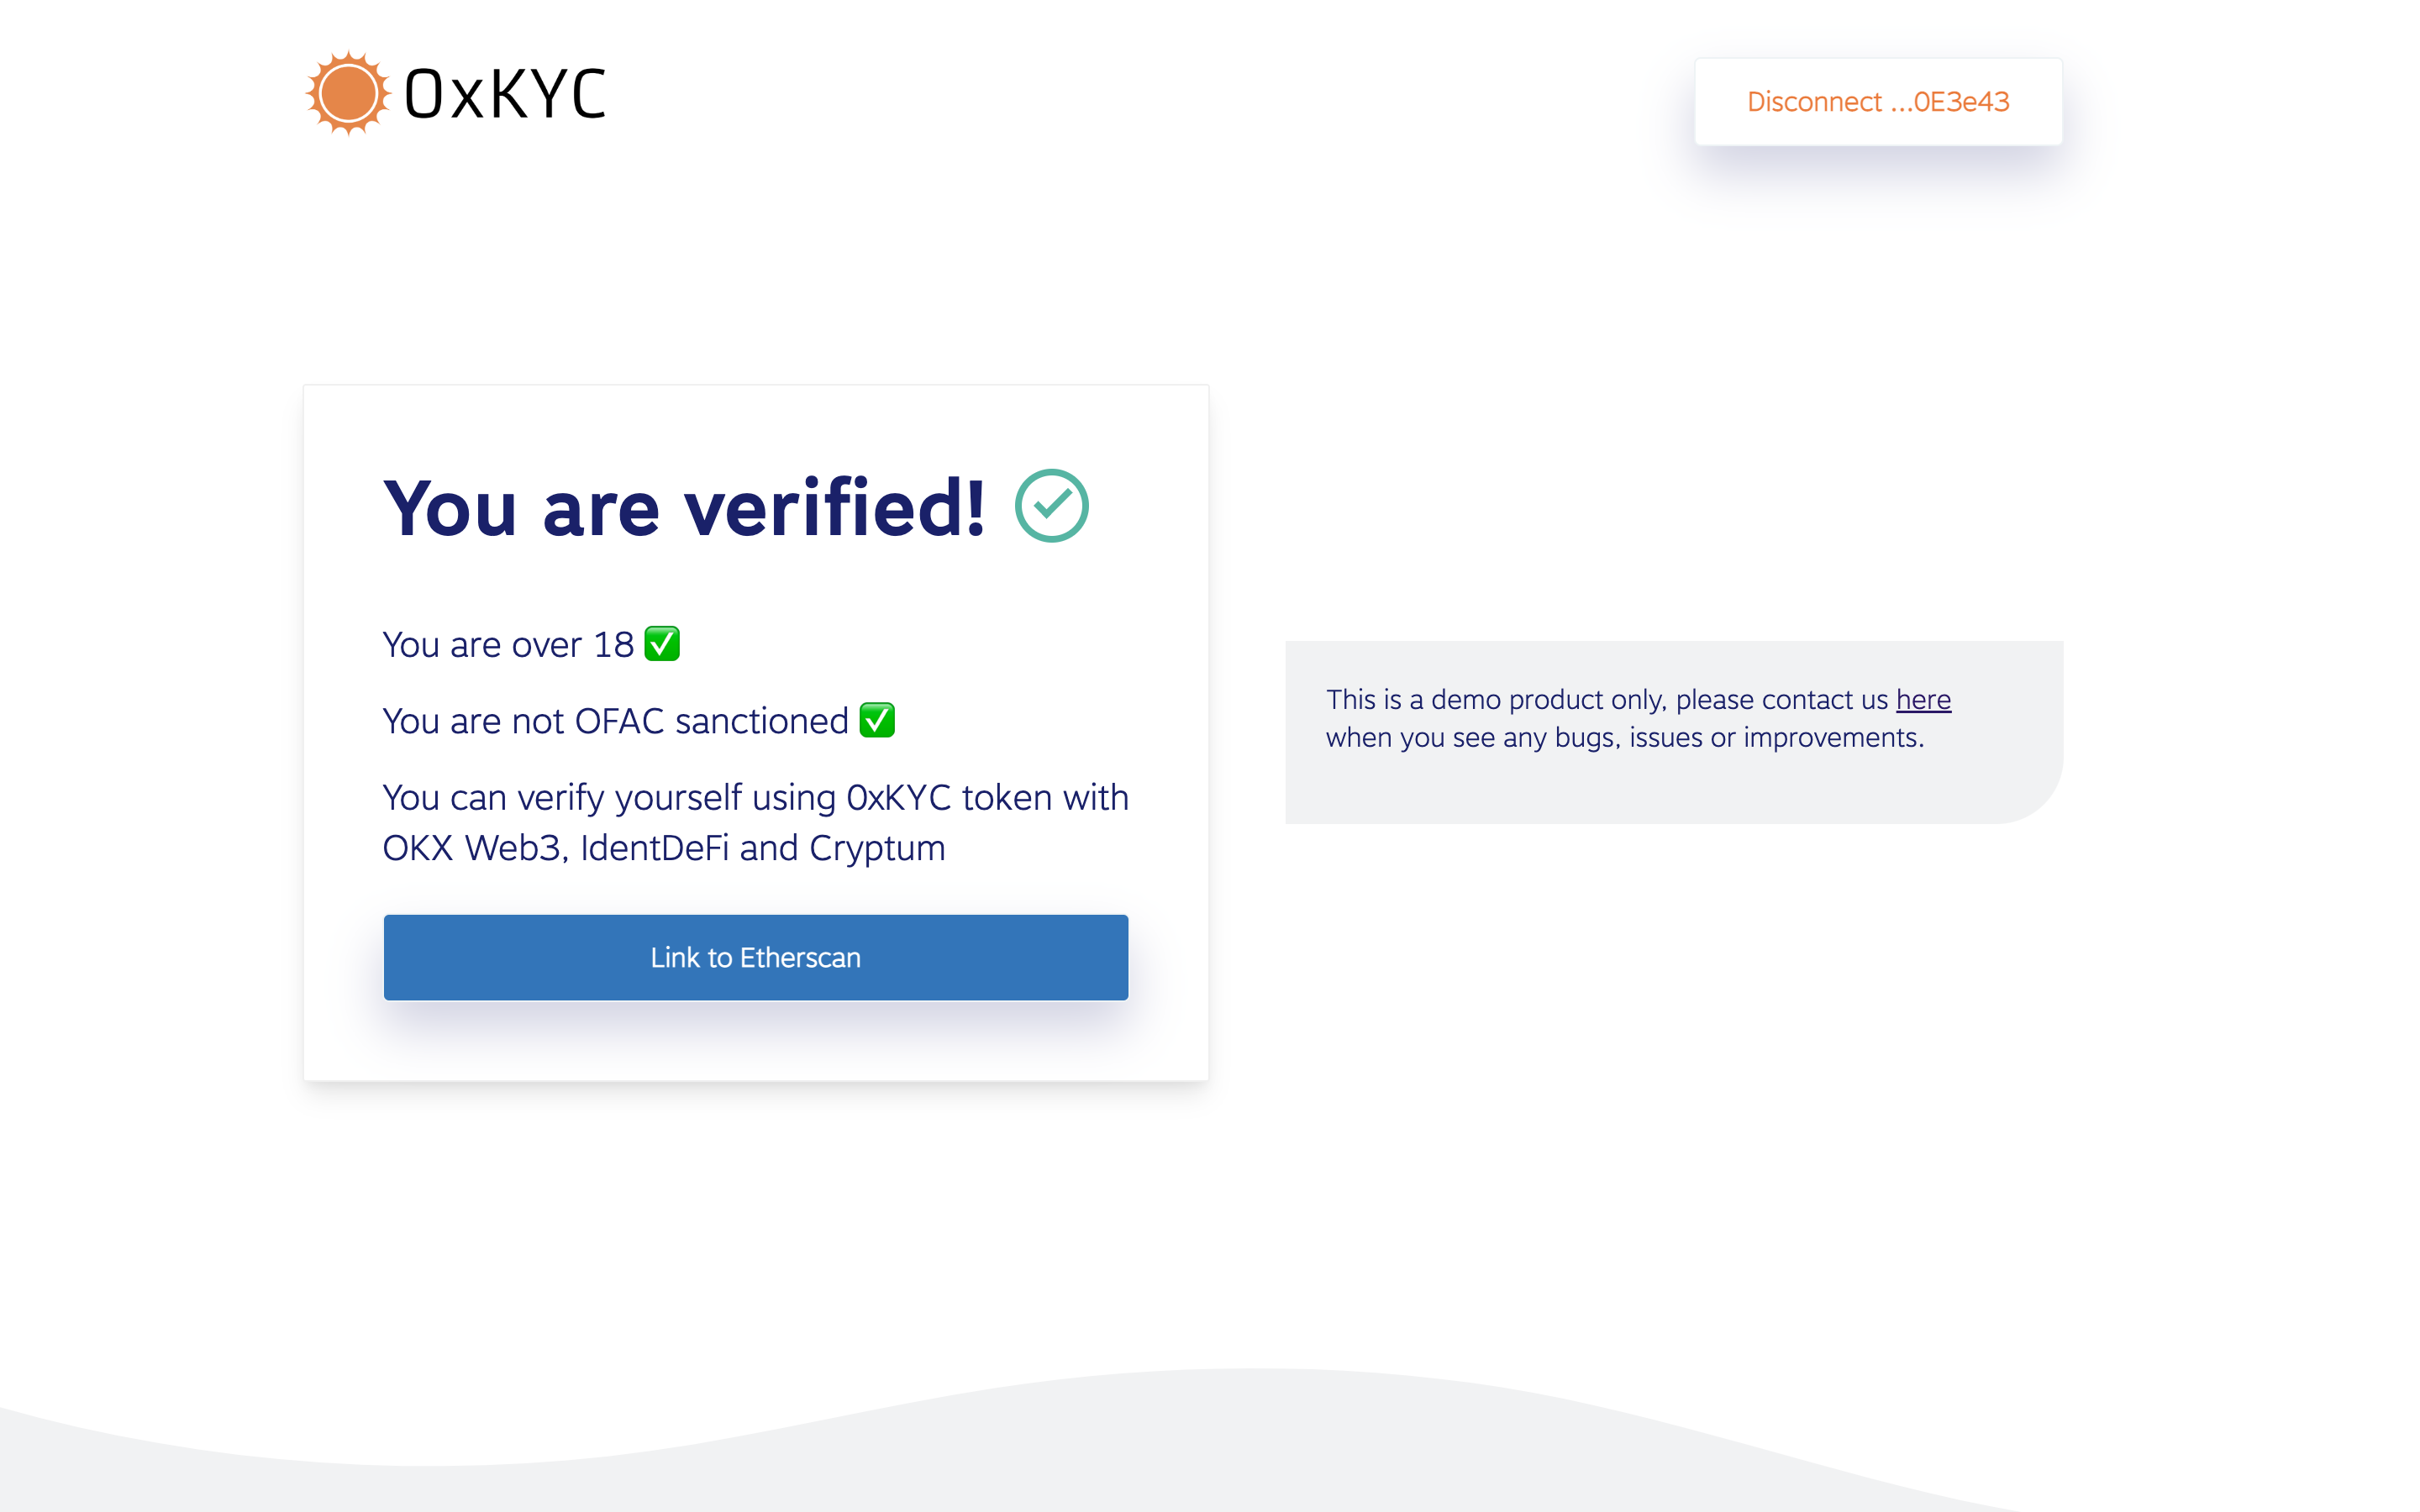 0xKYC
Disconnect ...0E3e43
You are verified!
You are over 18 ✅
You are not OFAC sanctioned ✅
You can verify yourself using 0xKYC token with
OKX Web3, IdentDeFi and Cryptum
Link to Etherscan
This is a demo product only, please contact us here
when you see any bugs, issues or improvements.